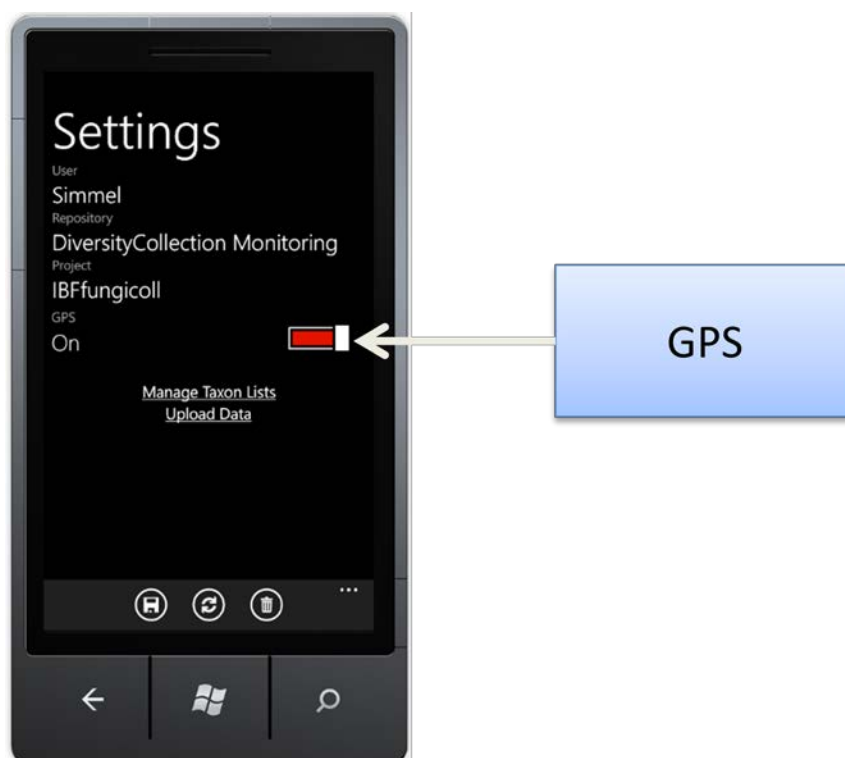 Settings
User
Simmel
Repository
DiversityCollection Monitoring
Project
IBFfungicoll
GPS
On
GPS
Manage Taxon Lists
Upload Data